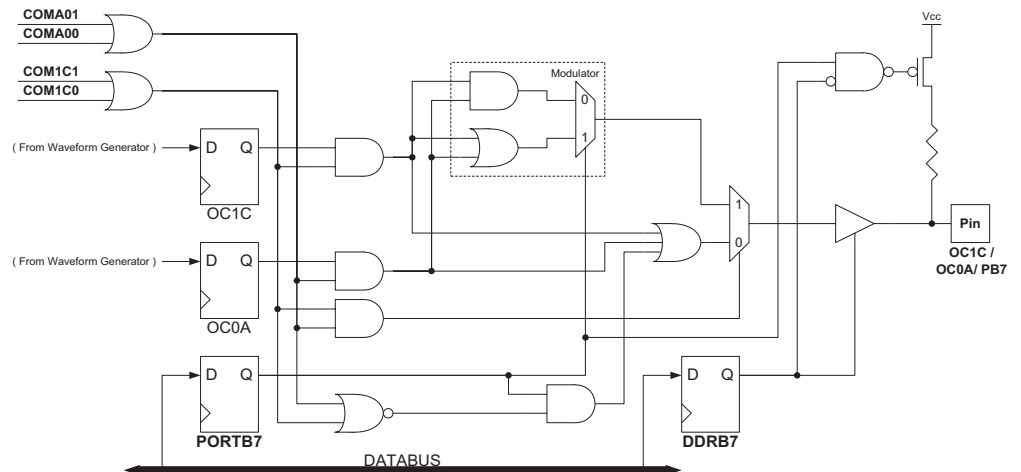 COMA01
COMA00
COM1C1
COM1C0
Vcc
Modulator
0
1
( From Waveform Generator )
D Q
OC1C
1
0
Pin
OC1C /
OC0A/ PB7
( From Waveform Generator )
D Q
OC0A
D Q
PORTB7
D Q
DDRB7
DATABUS